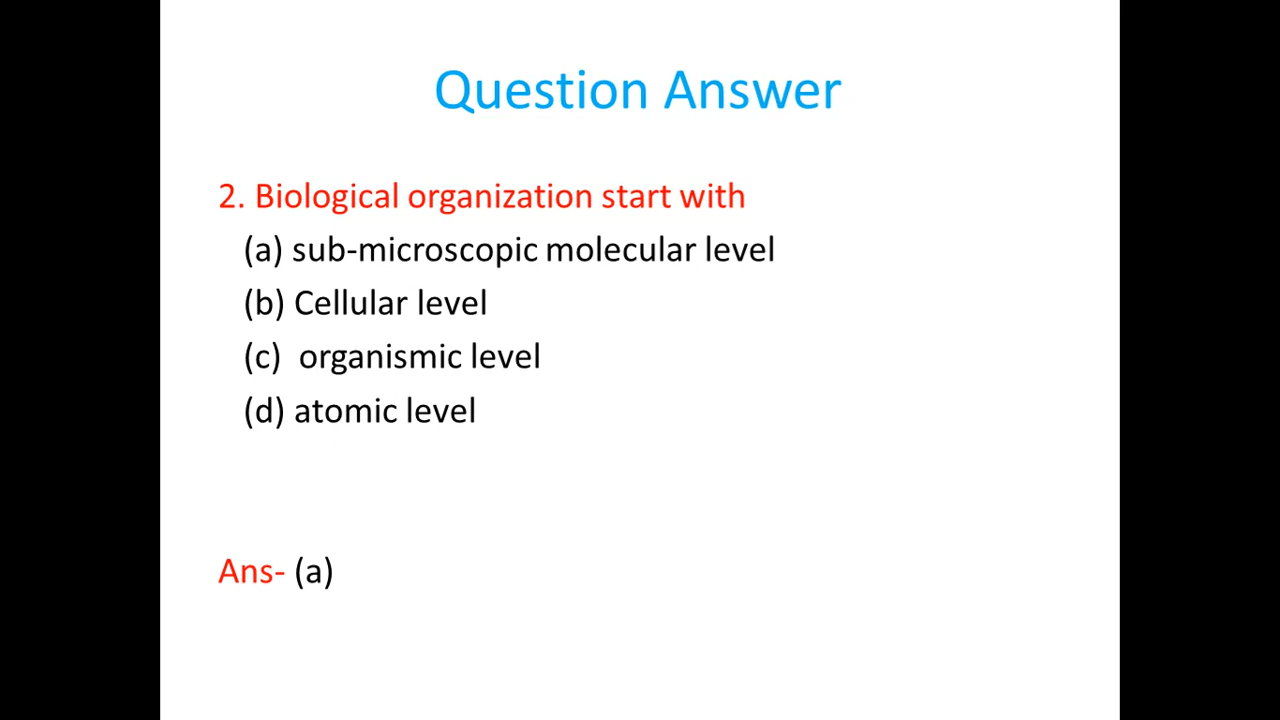 Question Answer
2. Biological organization start with
(a) sub-microscopic molecular level
(b) Cellular level
(c) organismic level
(d) atomic level
Ans- (a)